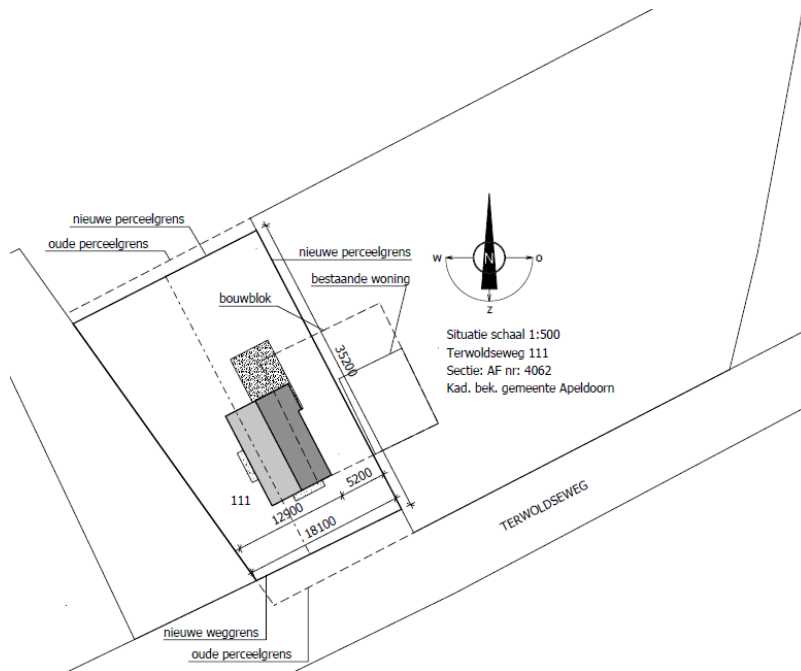 nieuwe perceelgrens
oude perceelgrens
nieuwe perceelgrens
bestaande woning
bouwblok
W
N
O
Z
35200
Situatie schaal 1:500
Terwoldseweg 111
Sectie: AF nr: 4062
Kad. bek. gemeente Apeldoorn
111
5200
12900
18100
TERWOLDSEWEG
nieuwe weggrens
oude perceelgrens